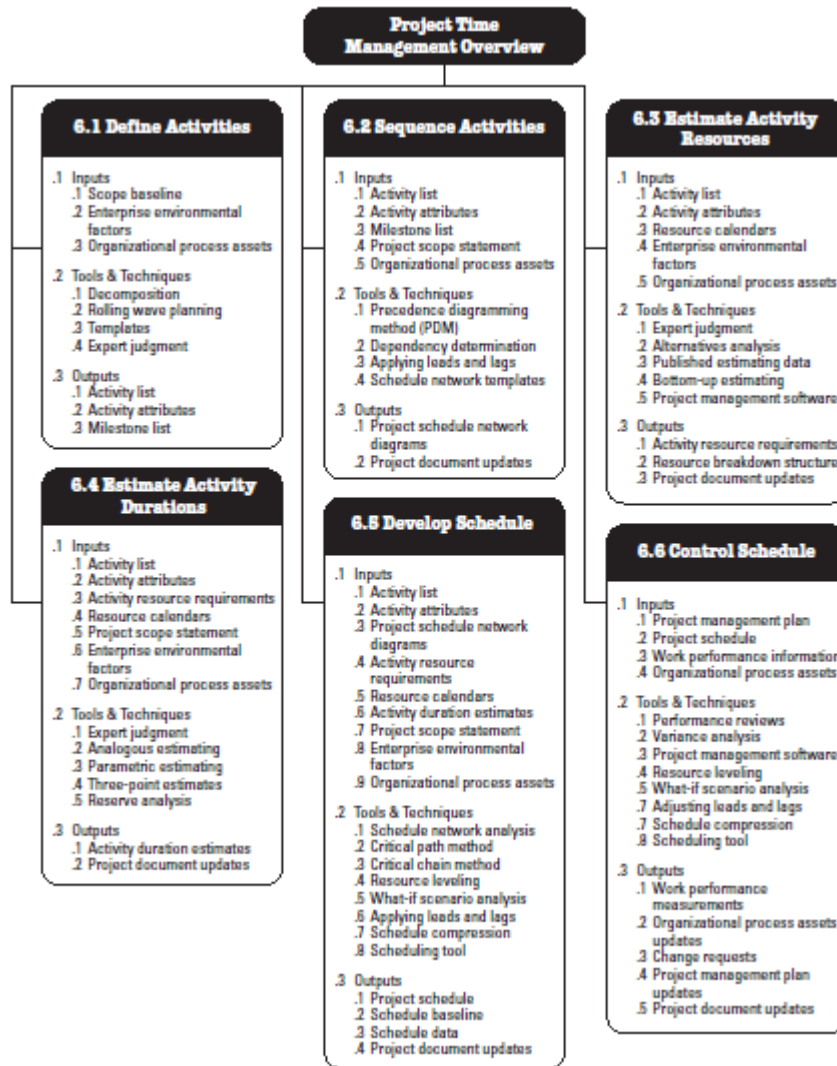 Project Time
Management Overview
6.1 Define Activities
.1 Inputs
.1 Scope baseline
.2 Enterprise environmental
factors
.3 Organizational process assets
.2 Tools & Techniques
.1 Decomposition
.2 Rolling wave planning
.3 Templates
.4 Expert judgment
.3 Outputs
.1 Activity list
.2 Activity attributes
.3 Milestone list
6.2 Sequence Activities
.1 Inputs
.1 Activity list
.2 Activity attributes
.3 Milestone list
.4 Project scope statement
.5 Organizational process assets
.2 Tools & Techniques
.1 Precedence diagramming
method (PDM)
.2 Dependency determination
.3 Applying leads and lags
.4 Schedule network templates
.3 Outputs
.1 Project schedule network
diagrams
.2 Project document updates
6.3 Estimate Activity
Resources
.1 Inputs
.1 Activity list
.2 Activity attributes
.3 Resource calendars
.4 Enterprise environmental
factors
.5 Organizational process assets
.2 Tools & Techniques
.1 Expert judgment
.2 Alternatives analysis
.3 Published estimating data
.4 Bottom-up estimating
.5 Project management software
.3 Outputs
.1 Activity resource requirements
.2 Resource breakdown structure
.3 Project document updates
6.4 Estimate Activity
Durations
.1 Inputs
.1 Activity list
.2 Activity attributes
.3 Activity resource requirements
.4 Resource calendars
.5 Project scope statement
.6 Enterprise environmental
factors
.7 Organizational process assets
.2 Tools & Techniques
.1 Expert judgment
.2 Analogous estimating
.3 Parametric estimating
.4 Three-point estimates
.5 Reserve analysis
.3 Outputs
.1 Activity duration estimates
.2 Project document updates
6.5 Develop Schedule
.1 Inputs
.1 Activity list
.2 Activity attributes
.3 Project schedule network
diagrams
.4 Activity resource
requirements
.5 Resource calendars
.6 Activity duration estimates
.7 Project scope statement
.8 Enterprise environmental
factors
.9 Organizational process assets
.2 Tools & Techniques
.1 Schedule network analysis
.2 Critical path method
.3 Critical chain method
.4 Resource leveling
.5 What-if scenario analysis
.6 Applying leads and lags
.7 Schedule compression
.8 Scheduling tool
.3 Outputs
.1 Project schedule
.2 Schedule baseline
.3 Schedule data
.4 Project document updates
6.6 Control Schedule
.1 Inputs
.1 Project management plan
.2 Project schedule
.3 Work performance information
.4 Organizational process assets
.2 Tools & Techniques
.1 Performance reviews
.2 Variance analysis
.3 Project management software
.4 Resource leveling
.5 What-if scenario analysis
.7 Adjusting leads and lags
.7 Schedule compression
.8 Scheduling tool
.3 Outputs
.1 Work performance
measurements
.2 Organizational process assets
updates
.3 Change requests
.4 Project management plan
updates
.5 Project document updates